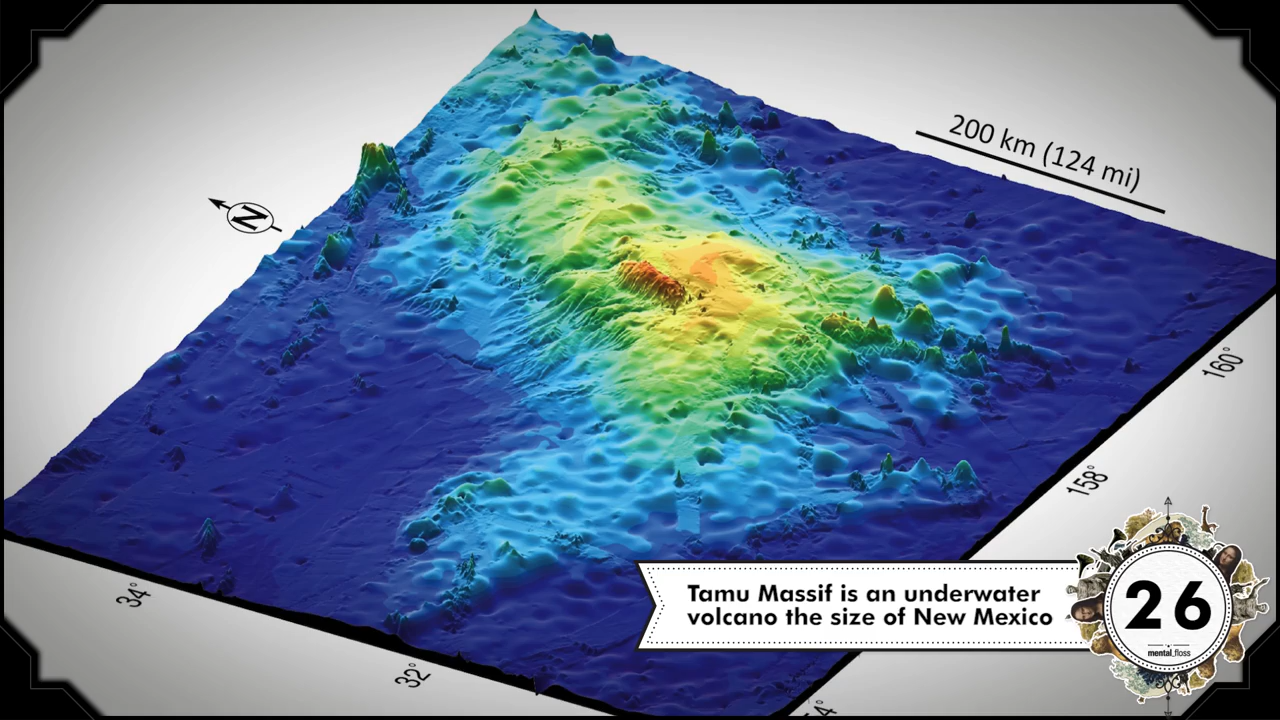 200 km (124 mi)
N
160°
158°
34°
32°
Tamu Massif is an underwater
volcano the size of New Mexico
26
mental_floss